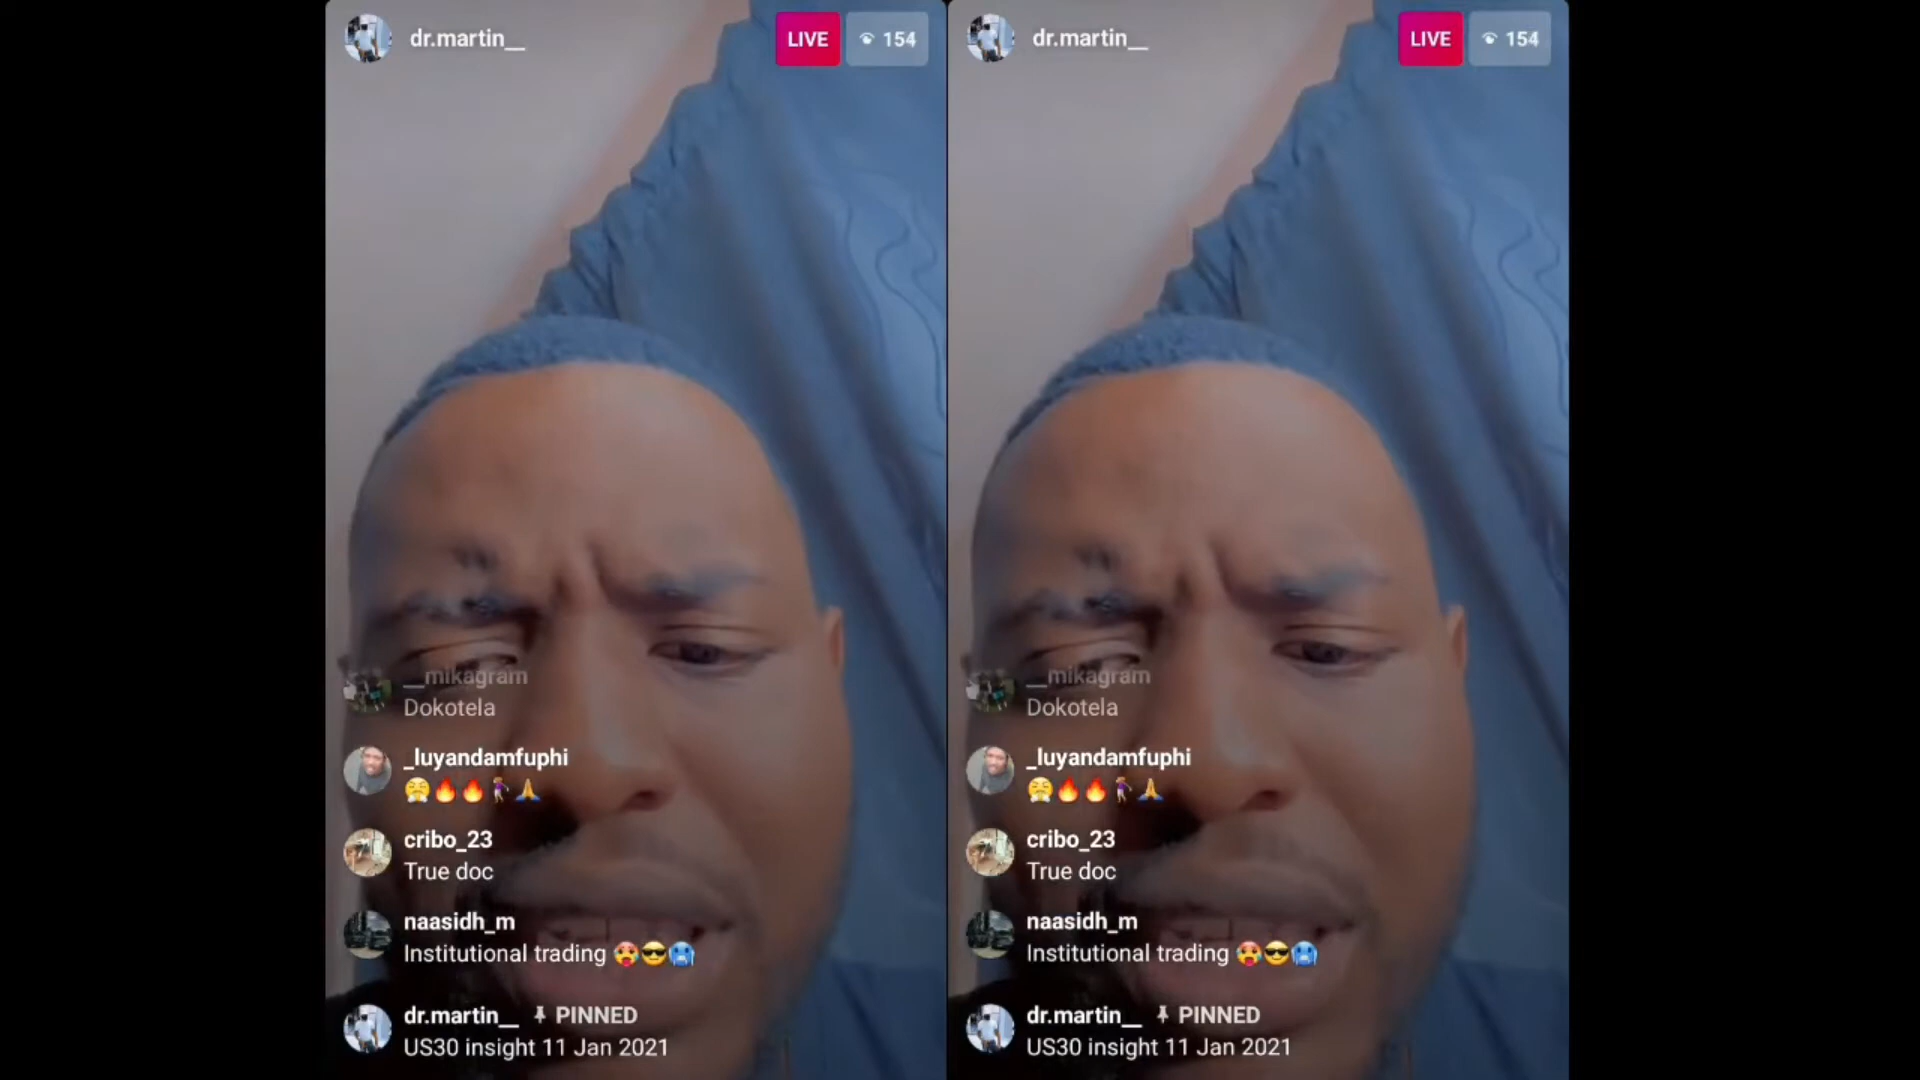 dr.martin__ LIVE 154
__mikagram
Dokotela
_luyandamfuphi
😤🔥🔥🧍‍♀️🙏
cribo_23
True doc
naasidh_m
Institutional trading 🥵😎🥶
dr.martin__ PINNED
US30 insight 11 Jan 2021
dr.martin__ LIVE 154
__mikagram
Dokotela
_luyandamfuphi
😤🔥🔥🧍‍♀️🙏
cribo_23
True doc
naasidh_m
Institutional trading 🥵😎🥶
dr.martin__ PINNED
US30 insight 11 Jan 2021